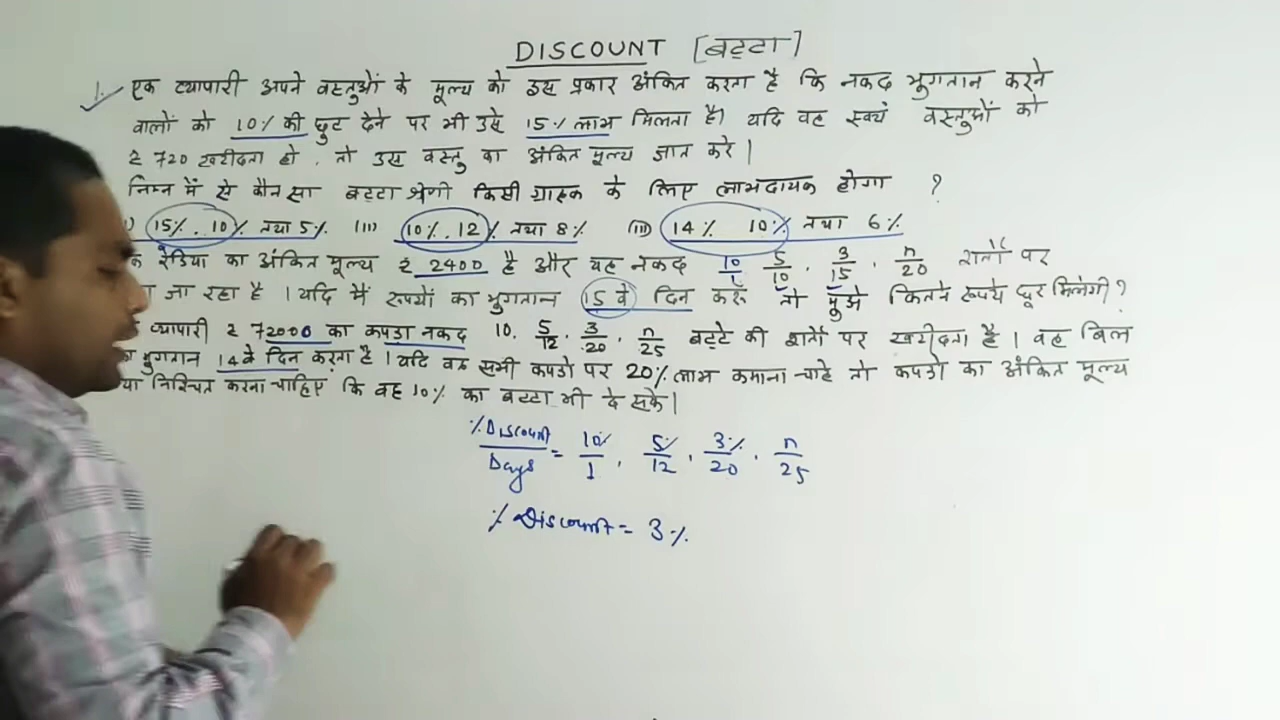 DISCOUNT [बट्टा]
1. एक व्यापारी अपने वस्तुओं के मूल्य को इस प्रकार अंकित करता है कि नकद भुगतान करने
वालों को 10% की छुट देने पर भी उसे 15% लाभ मिलता है। यदि वह स्वयं वस्तुओं को
₹ 720 खरीदता हो, तो उस वस्तु का अंकित मूल्य ज्ञात करे।
निम्न में से कौन सा बट्टा श्रेणी किसी ग्राहक के लिए लाभदायक होगा ?
i) 15%. 10% तथा 5%. (ii) 10%. 12% तथा 8% (iii) 14% 10% तथा 6%
रेडियो का अंकित मूल्य ₹ 2400 है और यह नकद 10/1 5/10 . 3/15 . n/20 शर्तों पर
जा रहा है । यदि मैं रूपयों का भुगतान 15 वें दिन करूं तो मुझे कितने रूपये छूट मिलेगी ?
व्यापारी ₹ 72000 का कपडा नकद 10. 5/12 . 3/20 . n/25 बट्टे की शर्तों पर खरीदता है । वह बिल
का भुगतान 14 वें दिन करता है । यदि वह सभी कपडो पर 20% लाभ कमाना चाहे तो कपडो का अंकित मूल्य
क्या निश्चित करना चाहिए कि वह 10% का बट्टा भी दे सके ।
% Discount/Days = 10%/1 . 5%/12 . 3%/20 . n/25
% Discount = 3%.